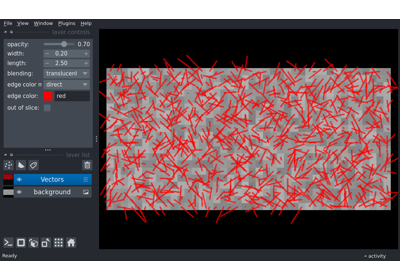 File View Window Plugins Help
layer controls
opacity: 0.70
width: 0.20
length: 2.50
blending: translucent
edge color m direct
edge color: red
out of slice:
layer list
Vectors
background
Ready
activity